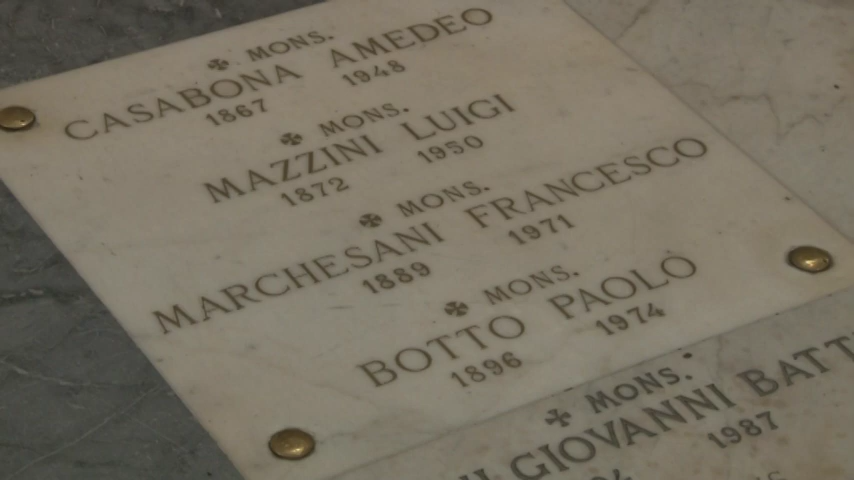 ✠ MONS.
CASABONA AMEDEO
1867 1948
✠ MONS.
MAZZINI LUIGI
1872 1950
✠ MONS.
MARCHESANI FRANCESCO
1889 1971
✠ MONS.
BOTTO PAOLO
1896 1974
✠ MONS.
GIOVANNI BATT
1987